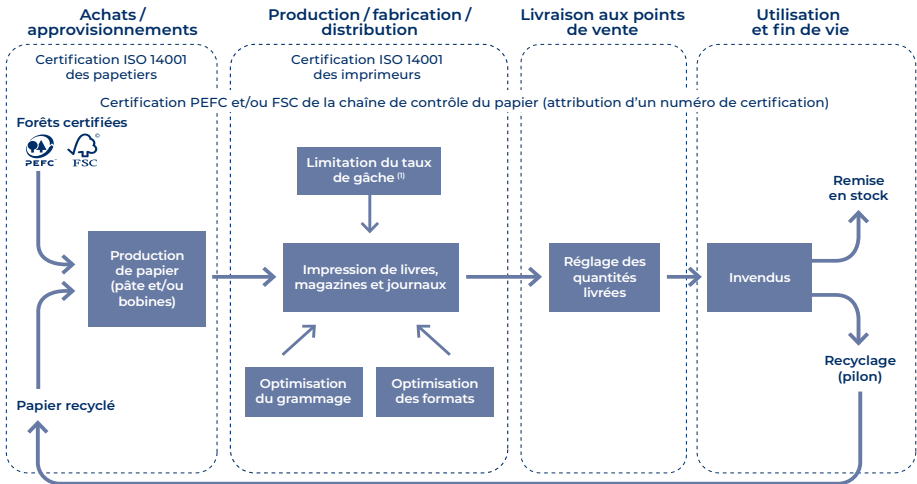 Achats /
approvisionnements
Production / fabrication /
distribution
Livraison aux points
de vente
Utilisation
et fin de vie
Certification ISO 14001
des papetiers
Certification ISO 14001
des imprimeurs
Certification PEFC et/ou FSC de la chaîne de contrôle du papier (attribution d’un numéro de certification)
Forêts certifiées
PEFC
FSC
©
Limitation du taux
de gâche (1)
Remise
en stock
Production
de papier
(pâte et/ou
bobines)
Impression de livres,
magazines et journaux
Réglage des
quantités
livrées
Invendus
Recyclage
(pilon)
Optimisation
du grammage
Optimisation
des formats
Papier recyclé